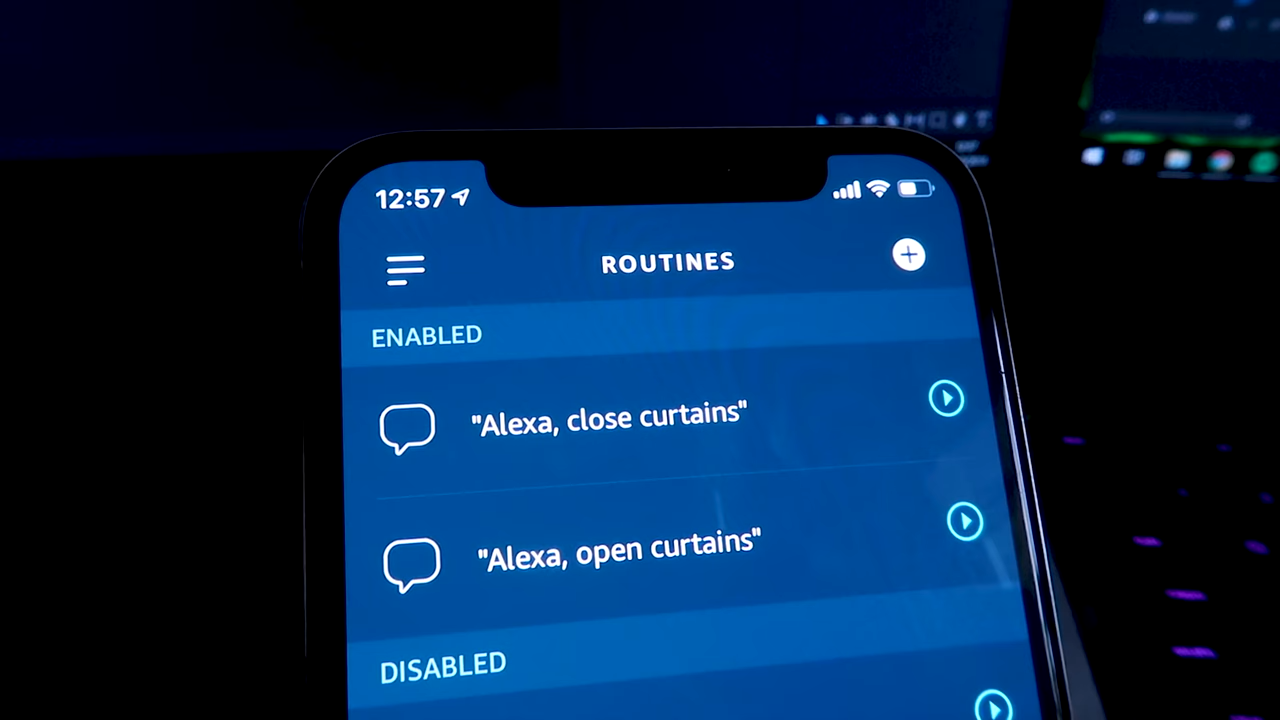 12:57
ROUTINES
ENABLED
"Alexa, close curtains"
"Alexa, open curtains"
DISABLED